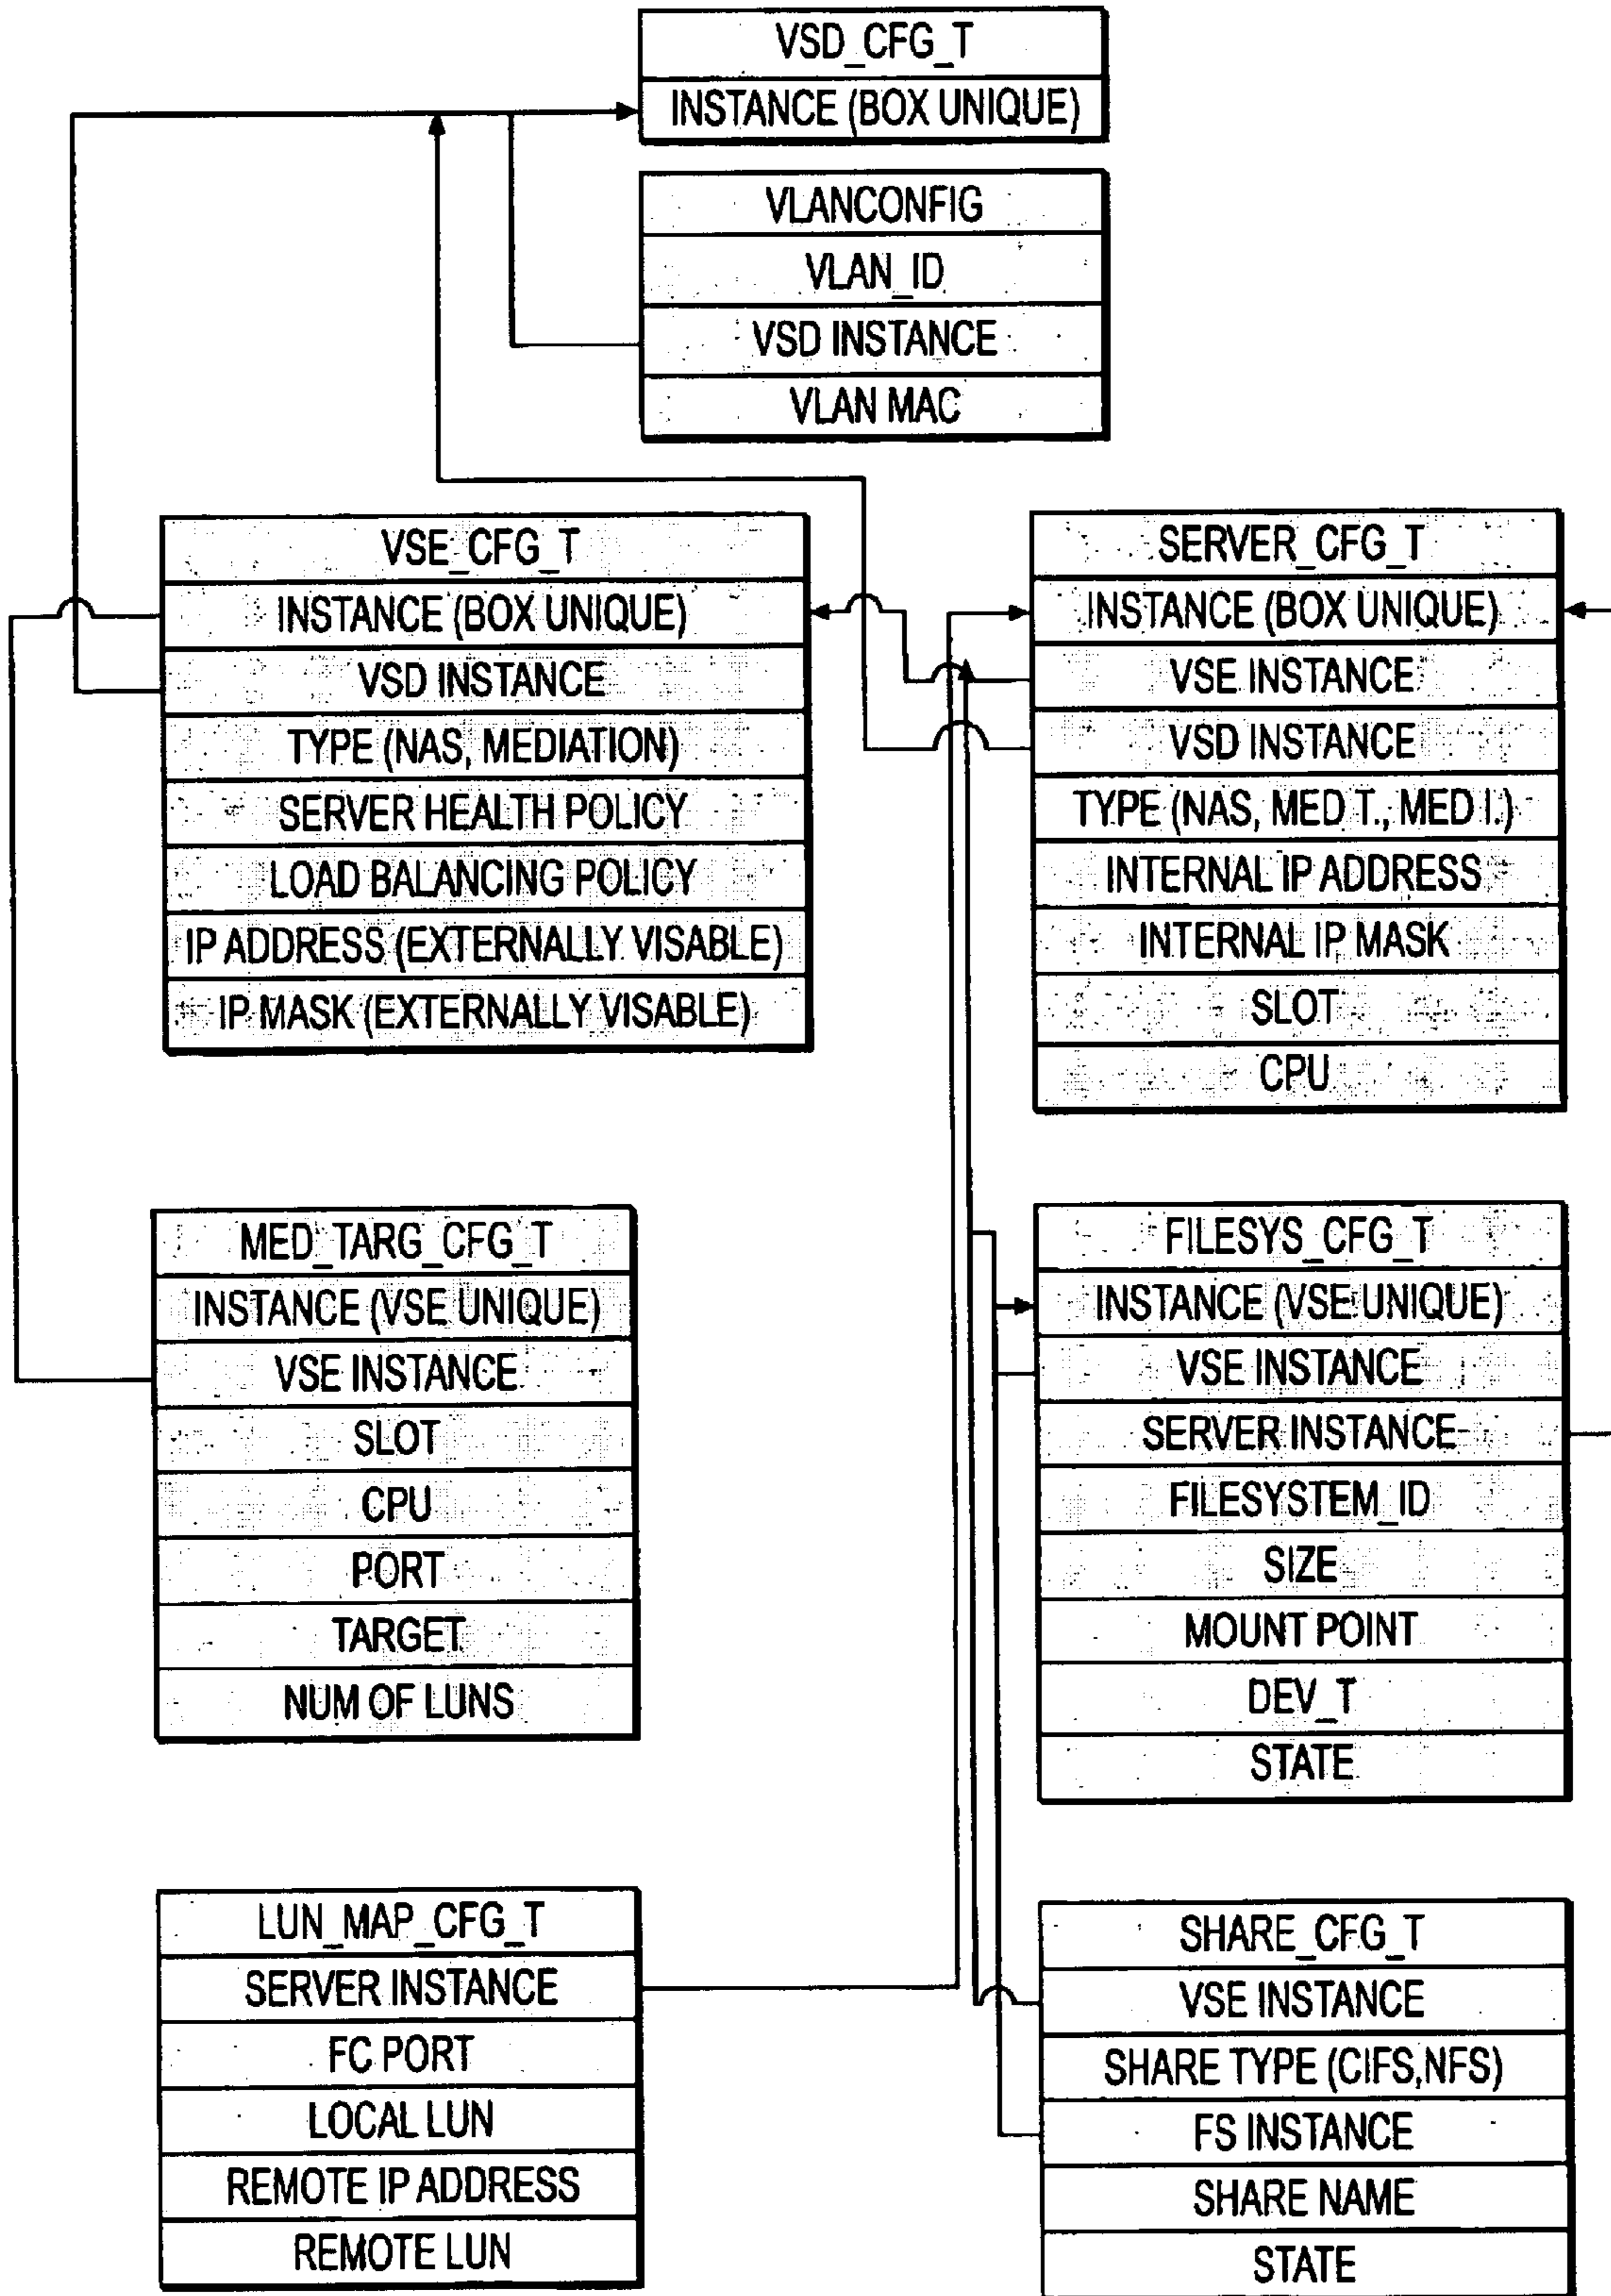 VSD_CFG_T
INSTANCE (BOX UNIQUE)
VLANCONFIG
VLAN_ID
VSD INSTANCE
VLAN MAC
VSE_CFG_T
INSTANCE (BOX UNIQUE)
VSD INSTANCE
TYPE (NAS, MEDIATION)
SERVER HEALTH POLICY
LOAD BALANCING POLICY
IP ADDRESS (EXTERNALLY VISABLE)
IP MASK (EXTERNALLY VISABLE)
SERVER_CFG_T
INSTANCE (BOX UNIQUE)
VSE INSTANCE
VSD INSTANCE
TYPE (NAS, MED T., MED I.)
INTERNAL IP ADDRESS
INTERNAL IP MASK
SLOT
CPU
MED_TARG_CFG_T
INSTANCE (VSE UNIQUE)
VSE INSTANCE
SLOT
CPU
PORT
TARGET
NUM OF LUNS
FILESYS_CFG_T
INSTANCE (VSE UNIQUE)
VSE INSTANCE
SERVER INSTANCE
FILESYSTEM_ID
SIZE
MOUNT POINT
DEV_T
STATE
LUN_MAP_CFG_T
SERVER INSTANCE
FC PORT
LOCAL LUN
REMOTE IP ADDRESS
REMOTE LUN
SHARE_CFG_T
VSE INSTANCE
SHARE TYPE (CIFS,NFS)
FS INSTANCE
SHARE NAME
STATE